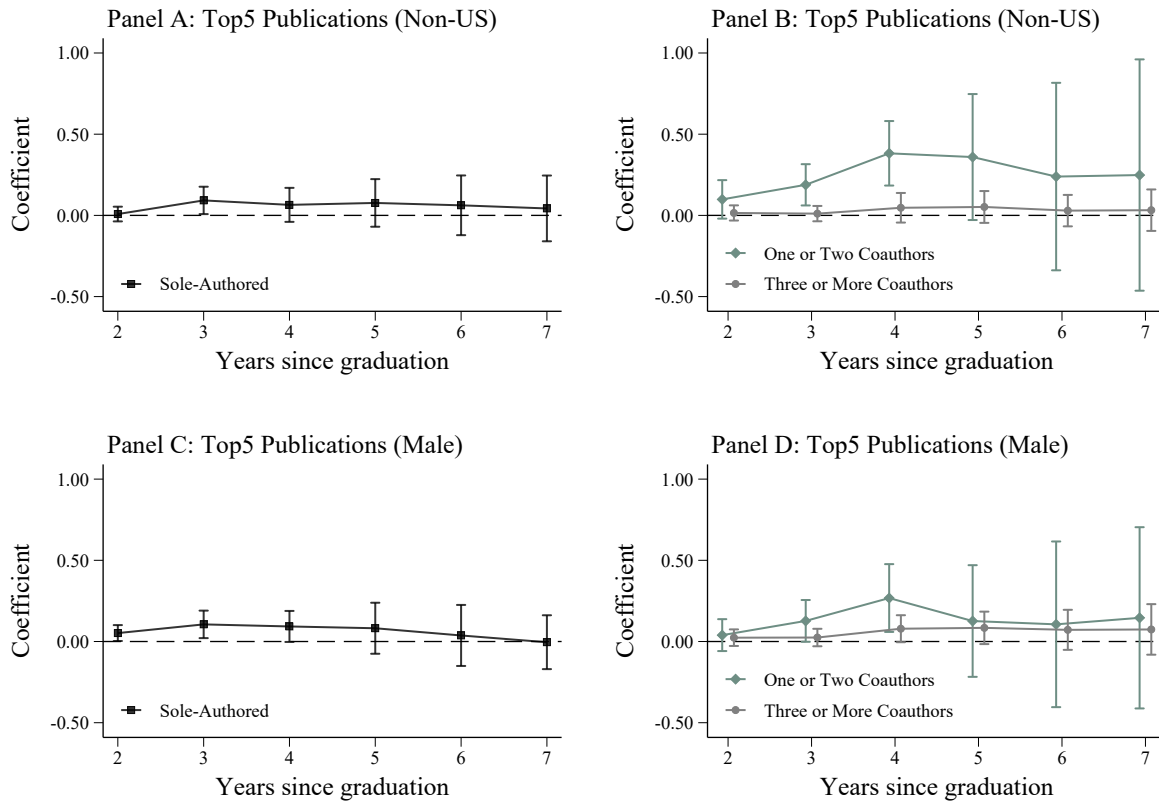 Panel A: Top5 Publications (Non-US)
Coefficient
1.00
0.50
0.00
-0.50
Sole-Authored
2 3 4 5 6 7
Years since graduation
Panel B: Top5 Publications (Non-US)
Coefficient
1.00
0.50
0.00
-0.50
One or Two Coauthors
Three or More Coauthors
2 3 4 5 6 7
Years since graduation
Panel C: Top5 Publications (Male)
Coefficient
1.00
0.50
0.00
-0.50
Sole-Authored
2 3 4 5 6 7
Years since graduation
Panel D: Top5 Publications (Male)
Coefficient
1.00
0.50
0.00
-0.50
One or Two Coauthors
Three or More Coauthors
2 3 4 5 6 7
Years since graduation